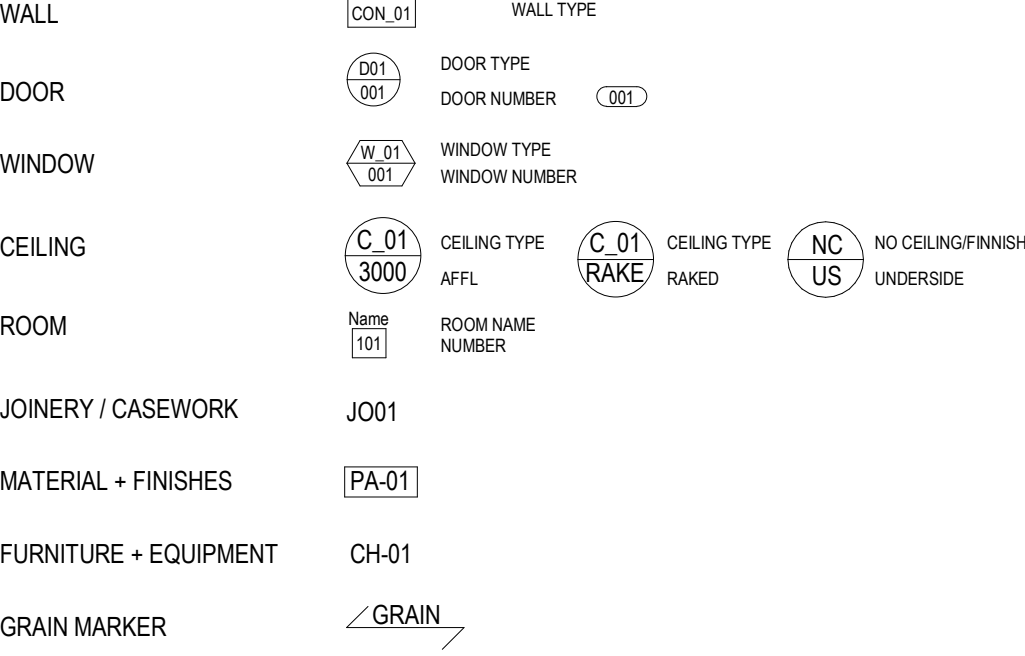 WALL CON_01 WALL TYPE
DOOR D01 DOOR TYPE
001 DOOR NUMBER 001
WINDOW W_01 WINDOW TYPE
001 WINDOW NUMBER
CEILING C_01 CEILING TYPE C_01 CEILING TYPE NC NO CEILING/FINNISH
3000 AFFL RAKE RAKED US UNDERSIDE
ROOM Name ROOM NAME
101 NUMBER
JOINERY / CASEWORK JO01
MATERIAL + FINISHES PA-01
FURNITURE + EQUIPMENT CH-01
GRAIN MARKER GRAIN